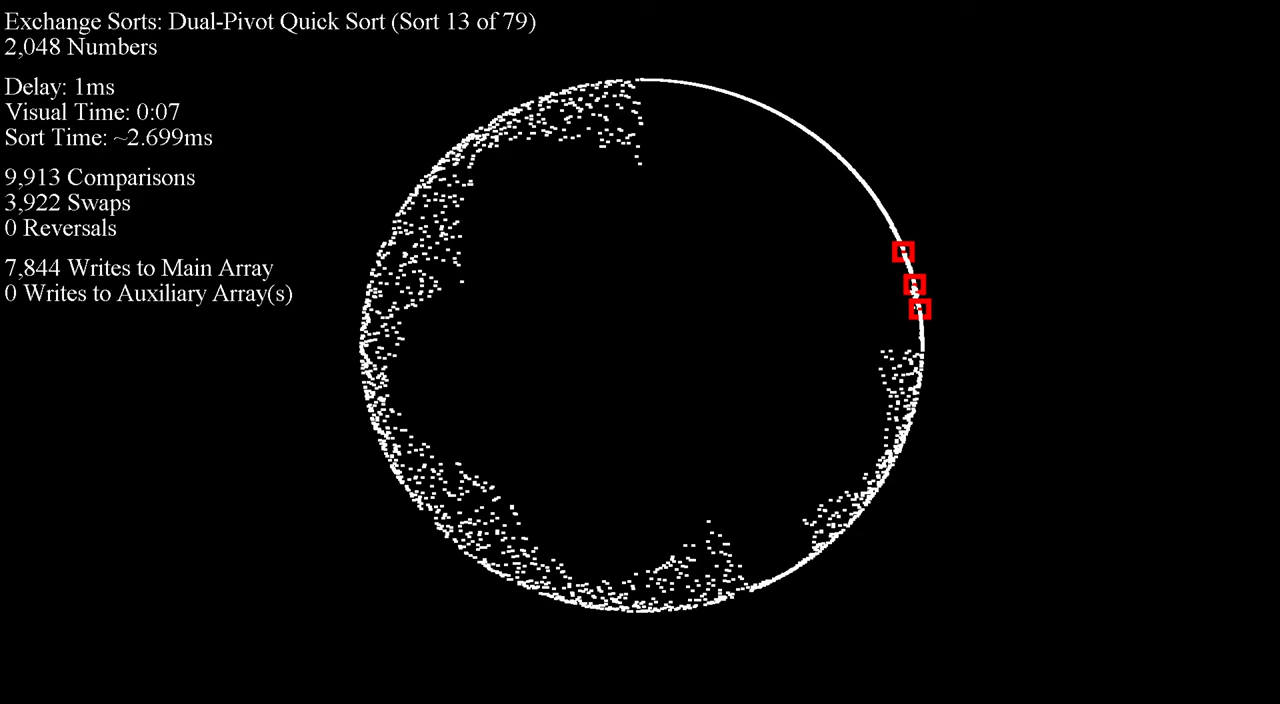 Exchange Sorts: Dual-Pivot Quick Sort (Sort 13 of 79)
2,048 Numbers
Delay: 1ms
Visual Time: 0:07
Sort Time: ~2.699ms
9,913 Comparisons
3,922 Swaps
0 Reversals
7,844 Writes to Main Array
0 Writes to Auxiliary Array(s)